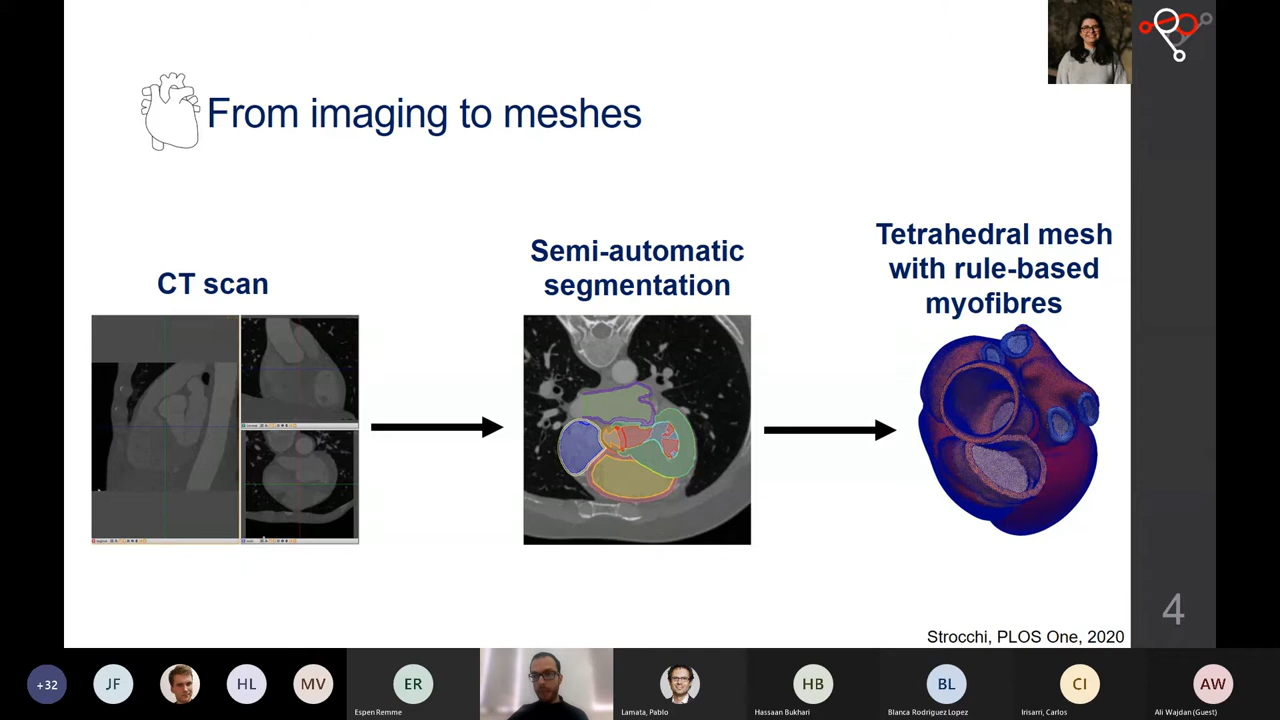 From imaging to meshes
CT scan
Semi-automatic
segmentation
Tetrahedral mesh
with rule-based
myofibres
4
Strocchi, PLOS One, 2020
+32
JF
HL
MV
ER
Espen Remme
Lamata, Pablo
HB
Hassaan Bukhari
BL
Blanca Rodriguez Lopez
CI
Irisarri, Carlos
AW
Ali Wajdan (Guest)